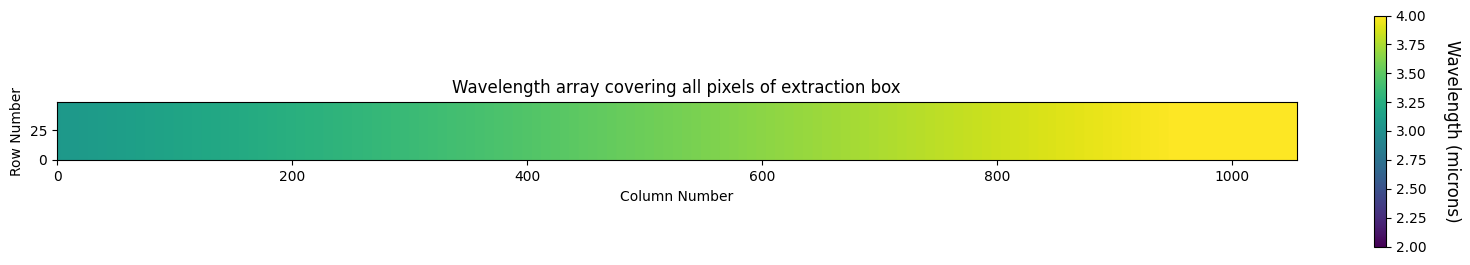 Wavelength array covering all pixels of extraction box
Row Number
25
0
0 200 400 600 800 1000
Column Number
4.00
3.75
3.50
3.25
3.00
2.75
2.50
2.25
2.00
Wavelength (microns)